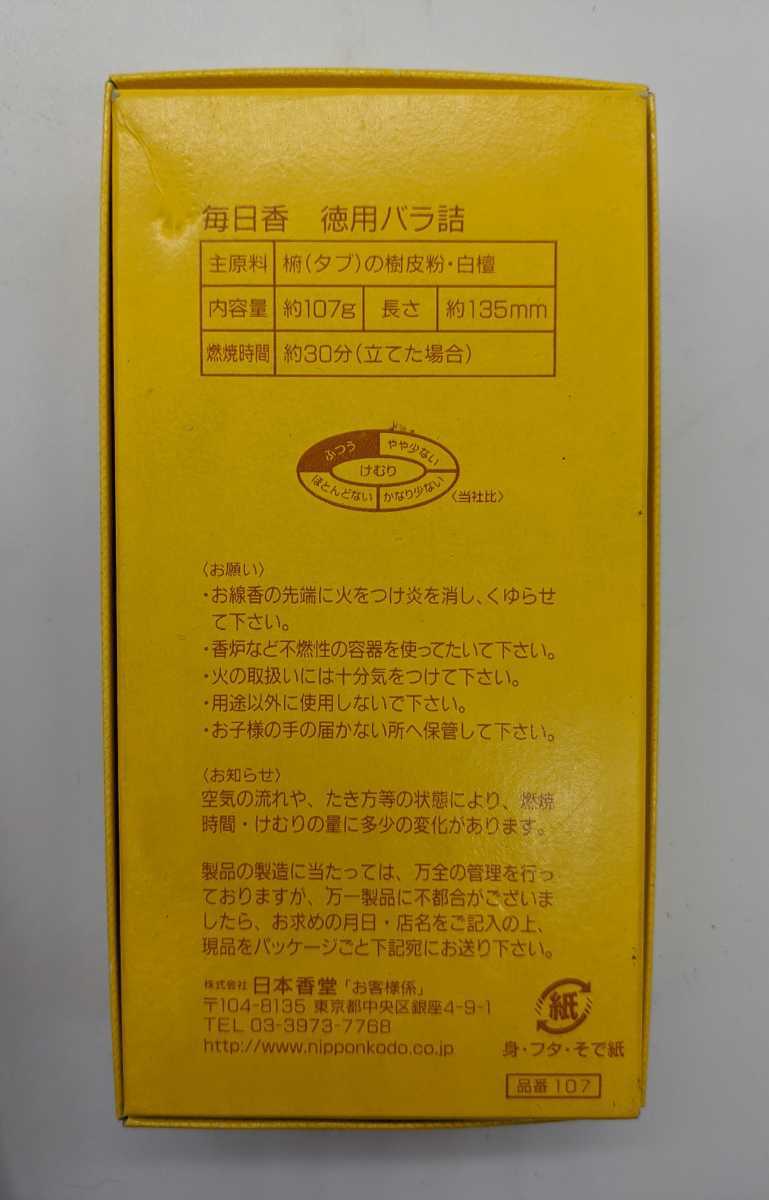 毎日香 徳用バラ詰
主原料 椨(タブ)の樹皮粉・白檀
内容量 約107g 長さ 約135mm
燃焼時間 約30分(立てた場合)
ふつう やや少ない
けむり
ほとんどない かなり少ない 〈当社比〉
〈お願い〉
・お線香の先端に火をつけ炎を消し、くゆらせ
て下さい。
・香炉など不燃性の容器を使ってたいて下さい。
・火の取扱いには十分気をつけて下さい。
・用途以外に使用しないで下さい。
・お子様の手の届かない所へ保管して下さい。
〈お知らせ〉
空気の流れや、たき方等の状態により、燃焼
時間・けむりの量に多少の変化があります。
製品の製造に当たっては、万全の管理を行っ
ておりますが、万一製品に不都合がございま
したら、お求めの月日・店名をご記入の上、
現品をパッケージごと下記宛にお送り下さい。
株式会社 日本香堂「お客様係」
〒104-8135 東京都中央区銀座4-9-1
TEL 03-3973-7768
http://www.nipponkodo.co.jp
紙
身・フタ・そで紙
品番107